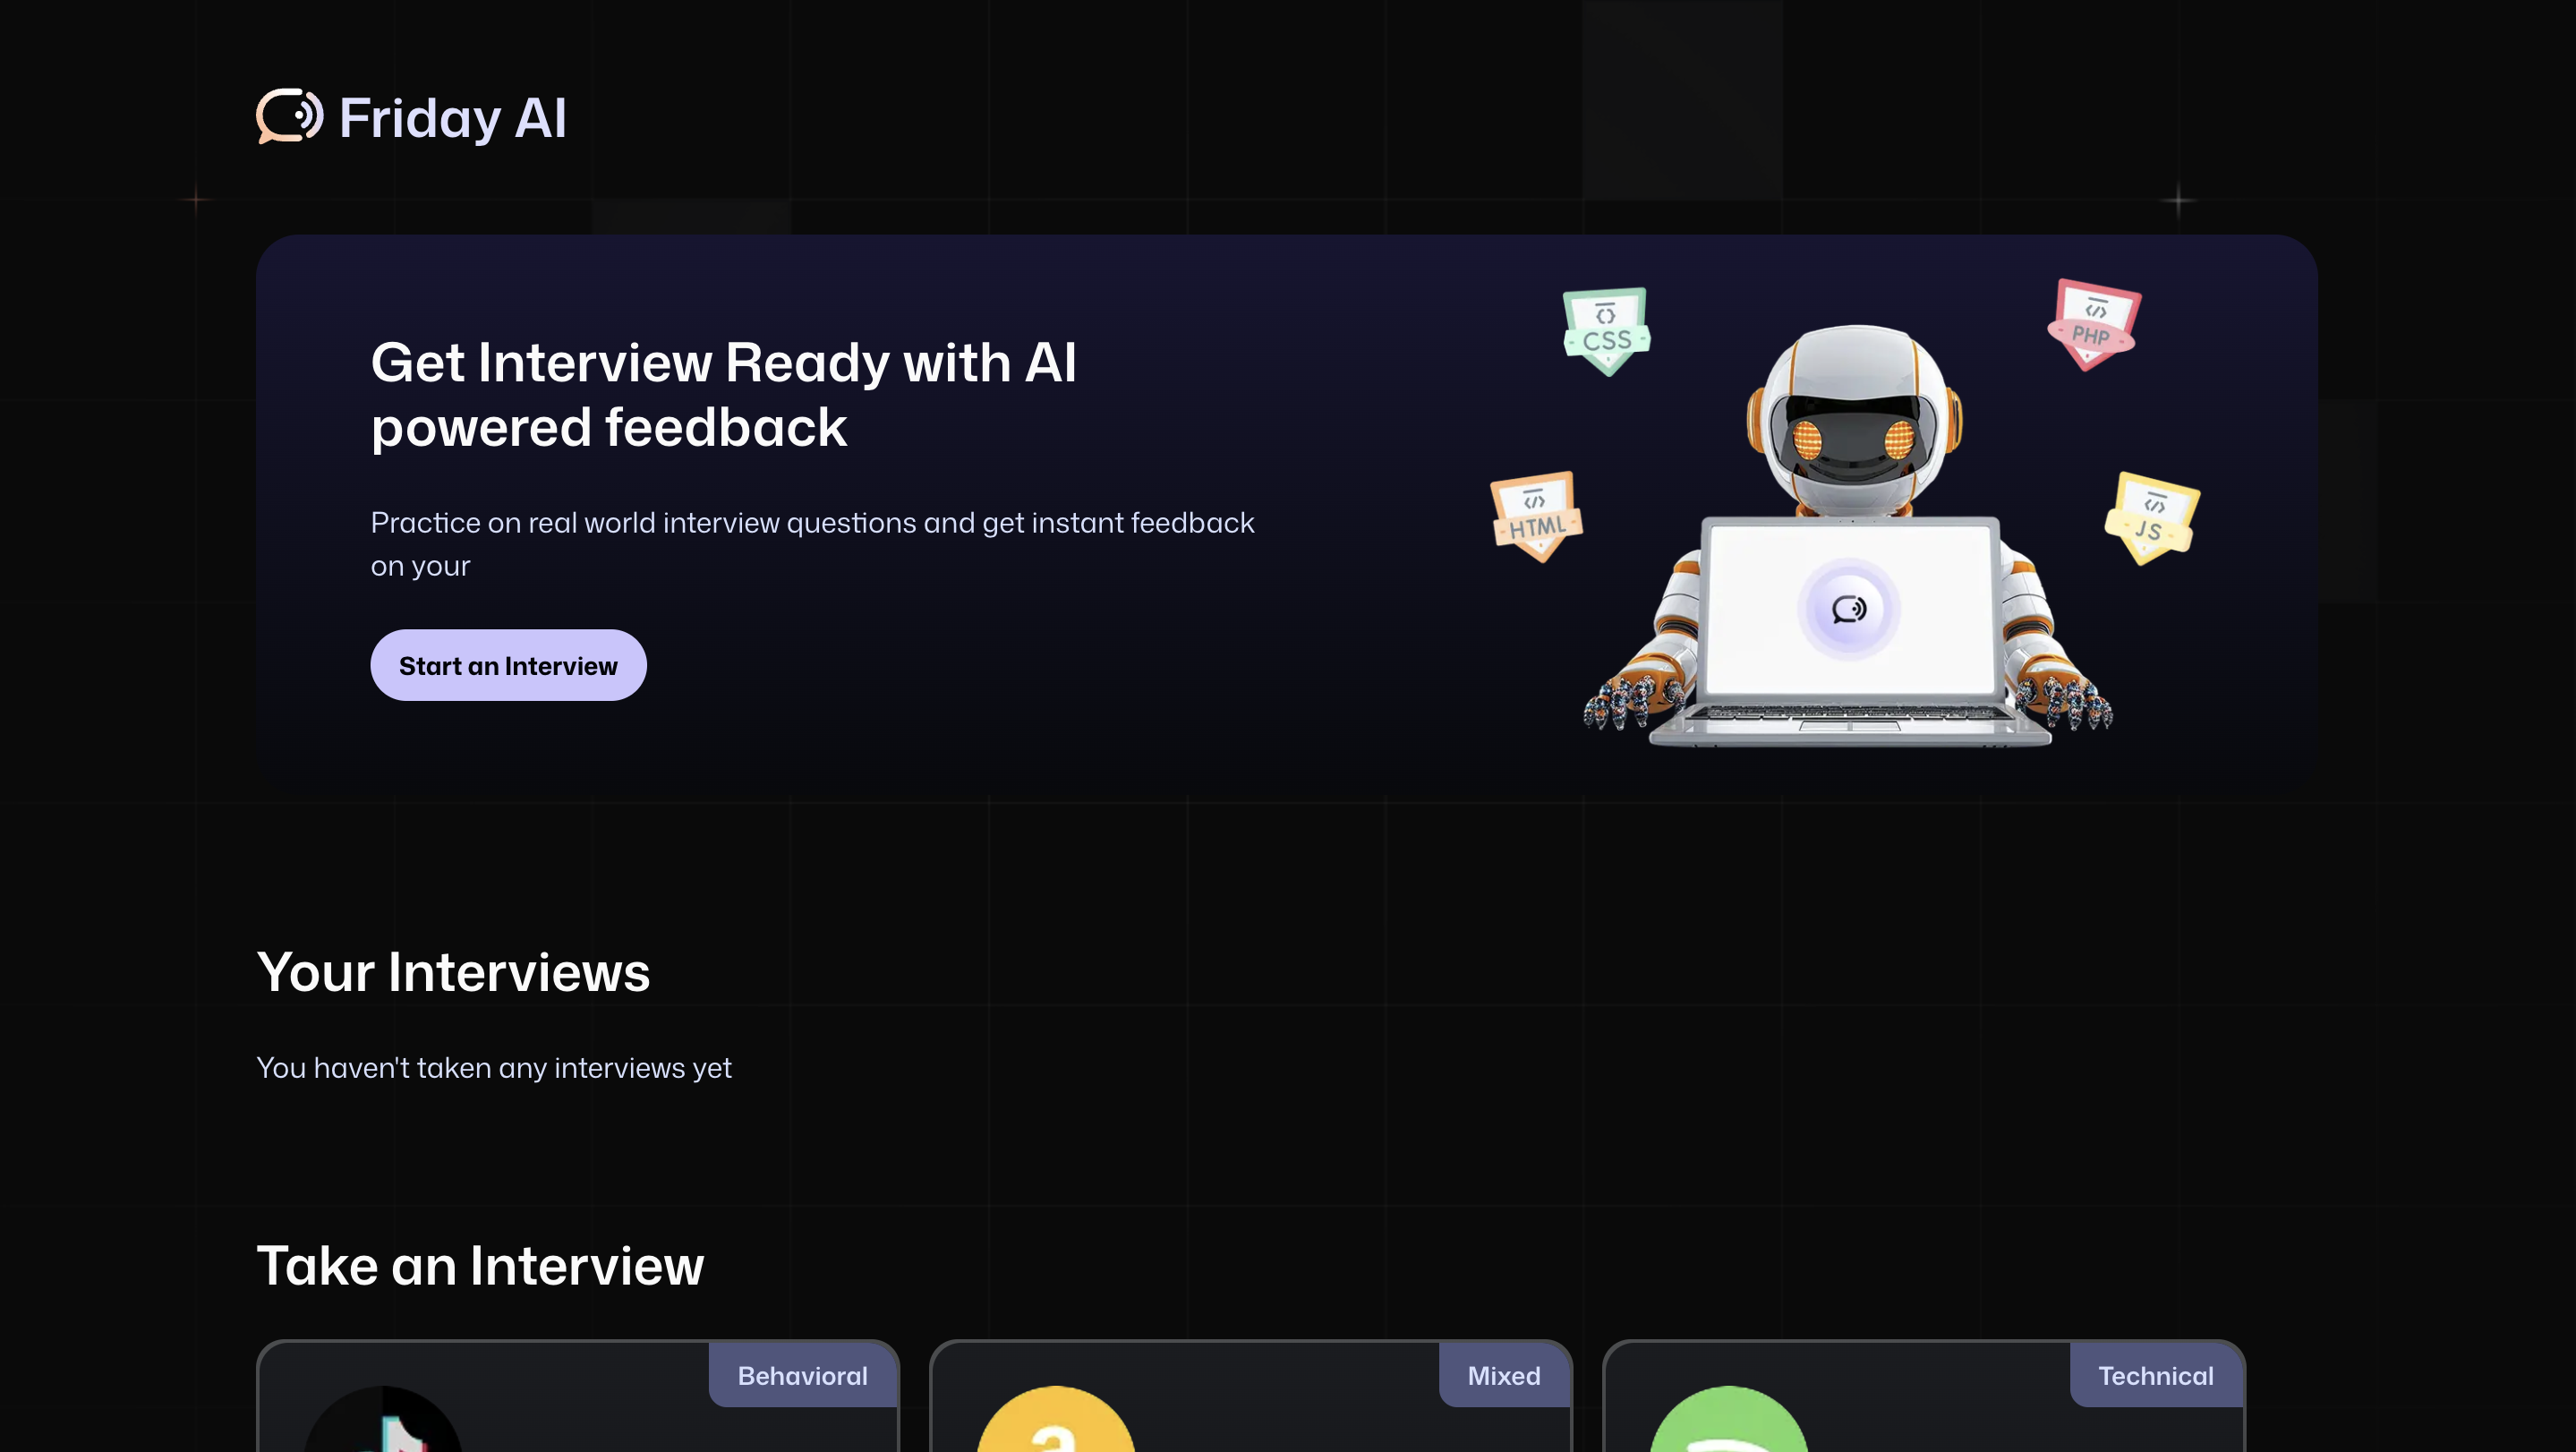 Friday AI
Get Interview Ready with AI
powered feedback
Practice on real world interview questions and get instant feedback
on your
Start an Interview
CSS
PHP
HTML
JS
Your Interviews
You haven't taken any interviews yet
Take an Interview
Behavioral
Mixed
Technical